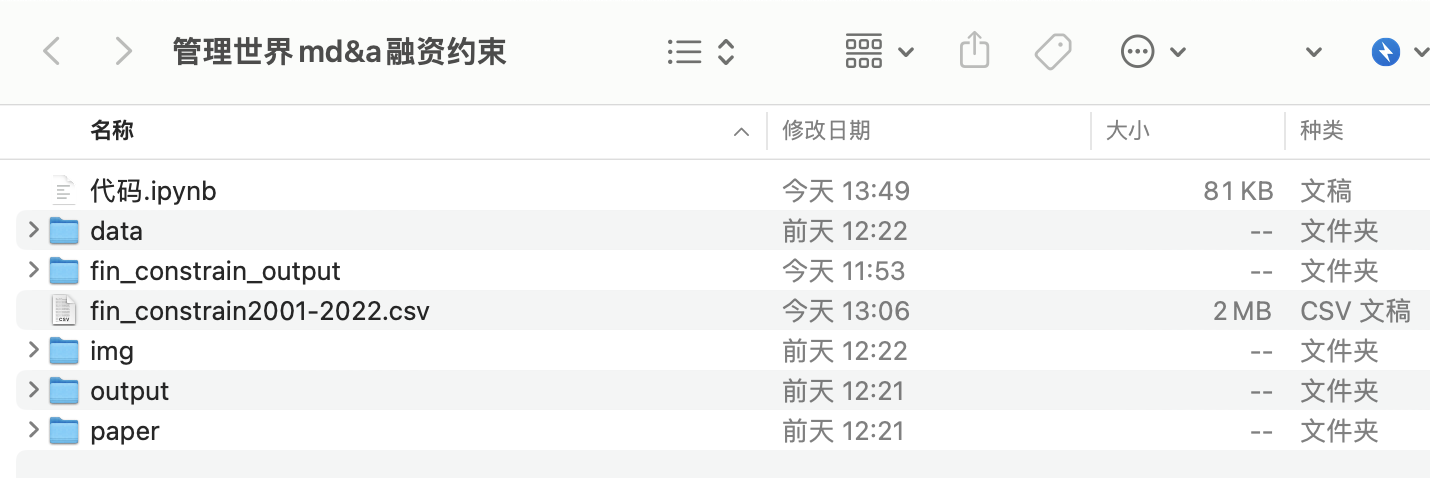 管理世界md&a融资约束
名称 修改日期 大小 种类
代码.ipynb 今天 13:49 81 KB 文稿
data 前天 12:22 -- 文件夹
fin_constrain_output 今天 11:53 -- 文件夹
fin_constrain2001-2022.csv 今天 13:06 2 MB CSV 文稿
img 前天 12:22 -- 文件夹
output 前天 12:21 -- 文件夹
paper 前天 12:21 -- 文件夹